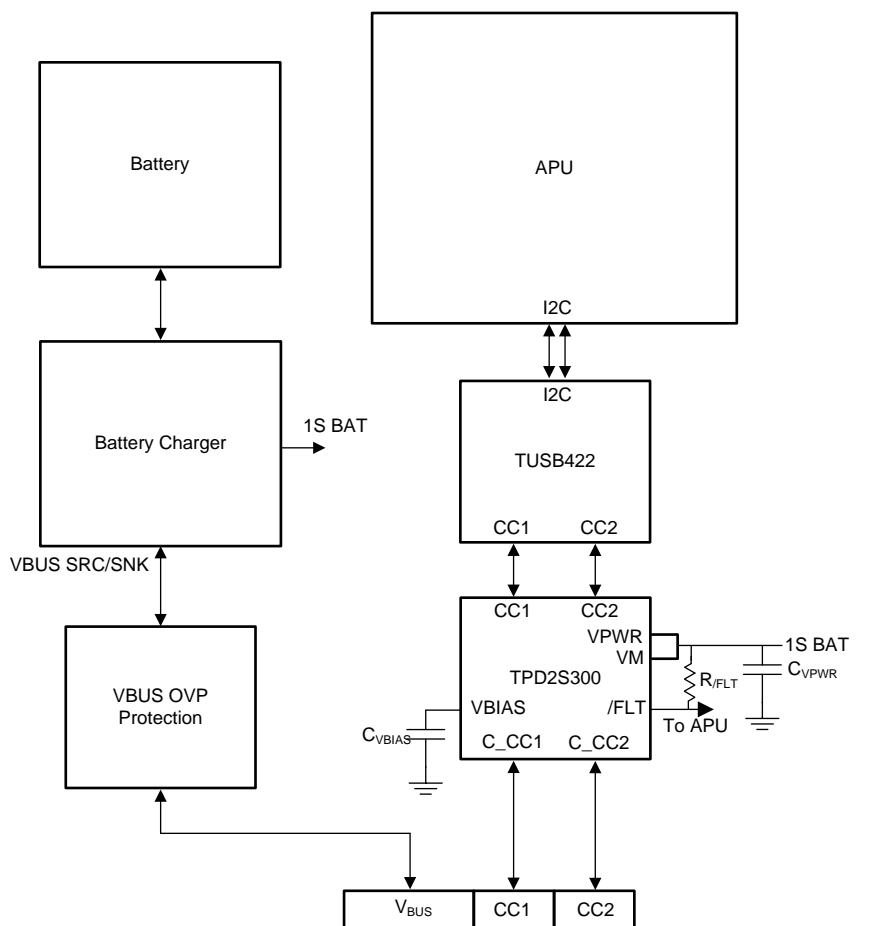 Battery
APU
I2C
Battery Charger
1S BAT
I2C
TUSB422
CC1 CC2
VBUS SRC/SNK
CC1 CC2
VPWR
VM
1S BAT
VBUS OVP
Protection
TPD2S300
R/FLT
CVPWR
VBIAS
/FLT
To APU
CVBIAS
C_CC1 C_CC2
VBUS CC1 CC2